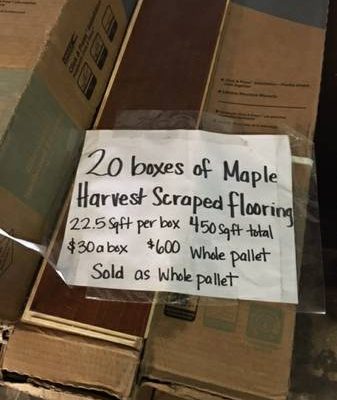 20 boxes of Maple
Harvest Scraped flooring
22.5 Sqft per box 450 Sqft total
$30 a box $600 Whole pallet
Sold as Whole pallet